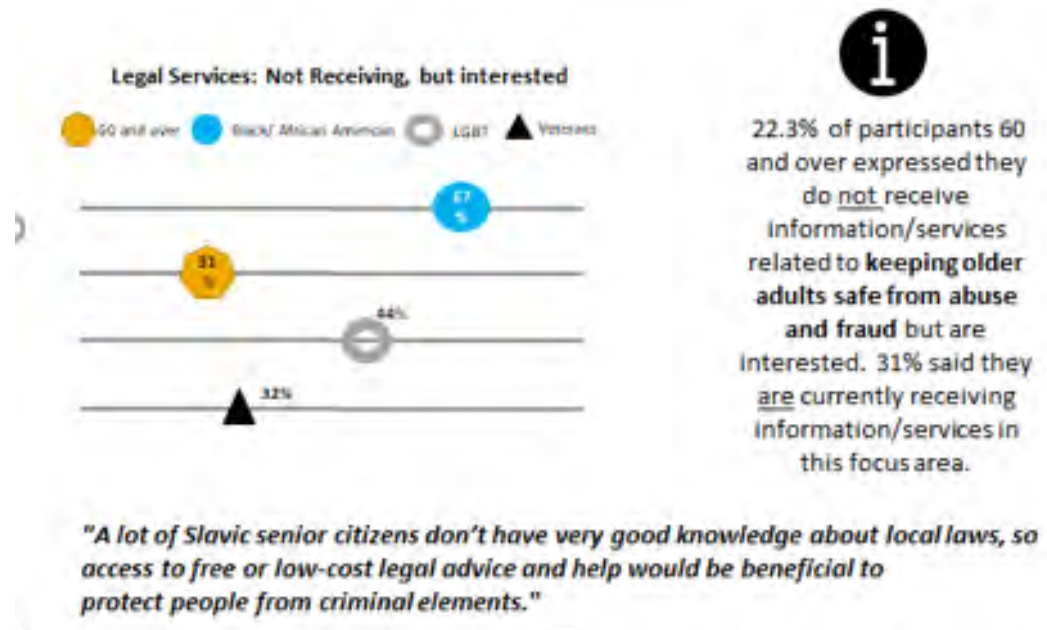 Legal Services: Not Receiving, but interested
60 and over Black/ African American LGBT Veterans
%
31
%
44%
32%
i
22.3% of participants 60
and over expressed they
do not receive
information/services
related to keeping older
adults safe from abuse
and fraud but are
interested. 31% said they
are currently receiving
information/services in
this focus area.
"A lot of Slavic senior citizens don't have very good knowledge about local laws, so
access to free or low-cost legal advice and help would be beneficial to
protect people from criminal elements."